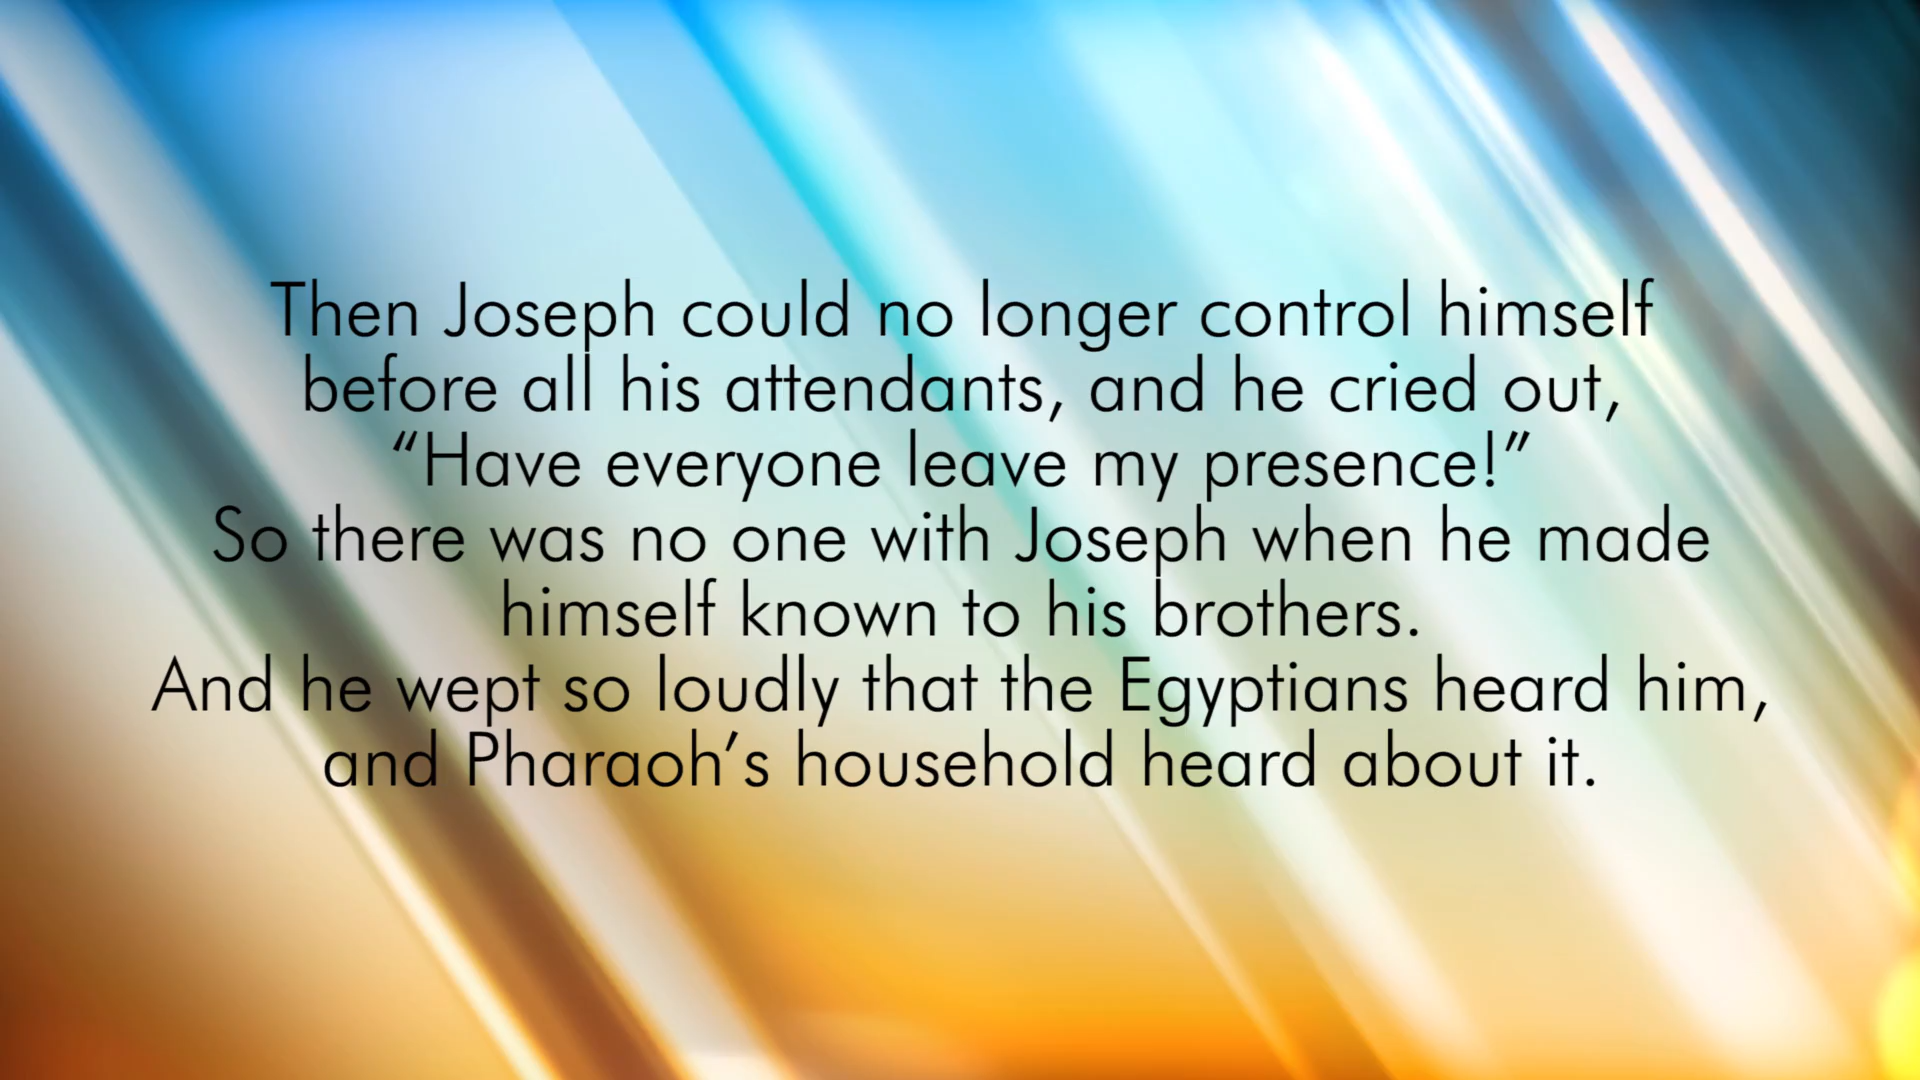 Then Joseph could no longer control himself
before all his attendants, and he cried out,
“Have everyone leave my presence!”
So there was no one with Joseph when he made
himself known to his brothers.
And he wept so loudly that the Egyptians heard him,
and Pharaoh’s household heard about it.